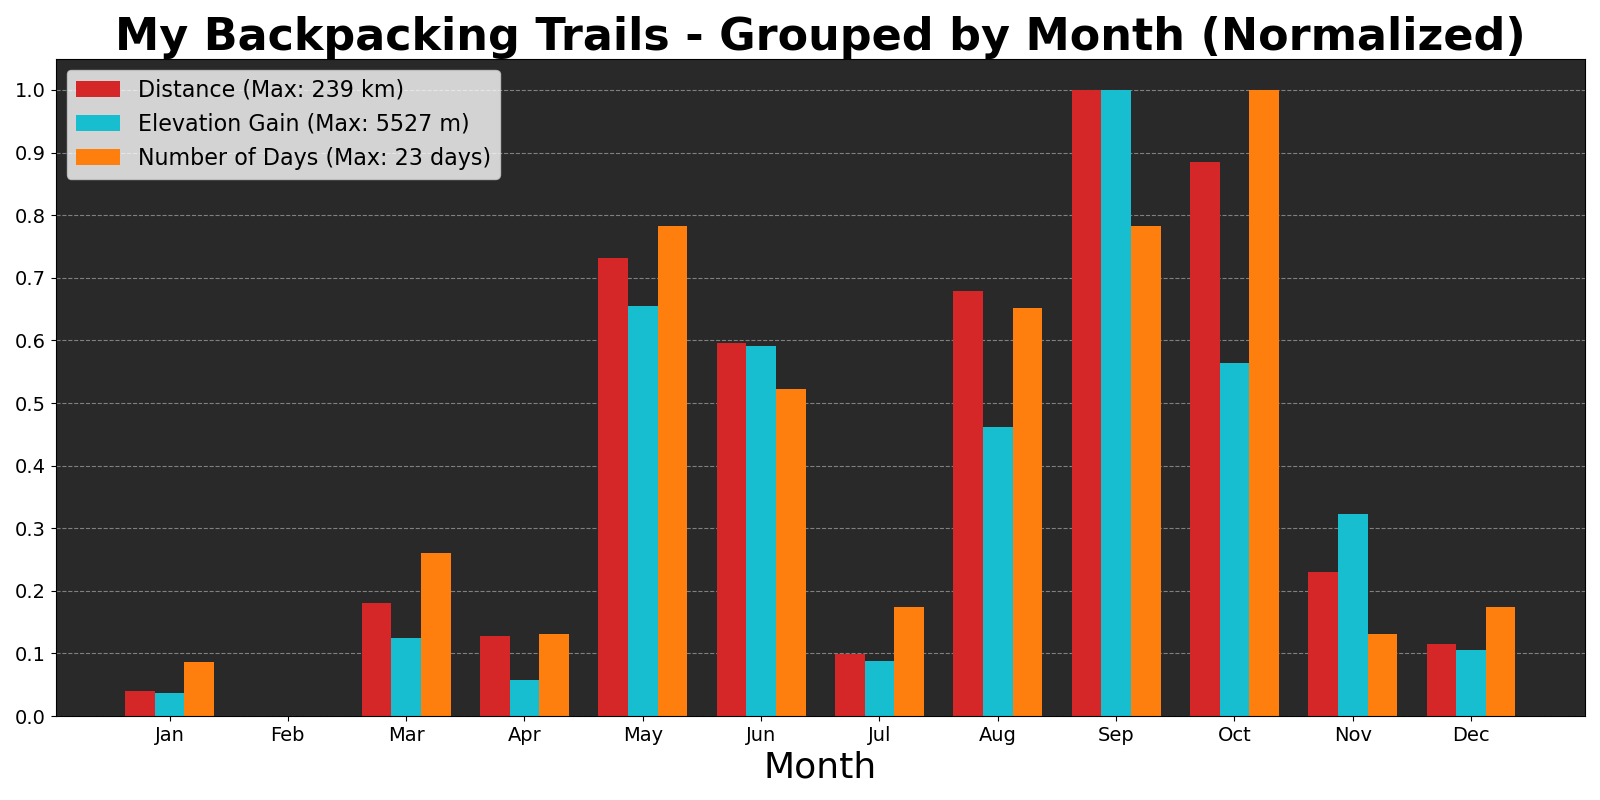 My Backpacking Trails - Grouped by Month (Normalized)
Distance (Max: 239 km)
Elevation Gain (Max: 5527 m)
Number of Days (Max: 23 days)
1.0
0.9
0.8
0.7
0.6
0.5
0.4
0.3
0.2
0.1
0.0
Jan Feb Mar Apr May Jun Jul Aug Sep Oct Nov Dec
Month